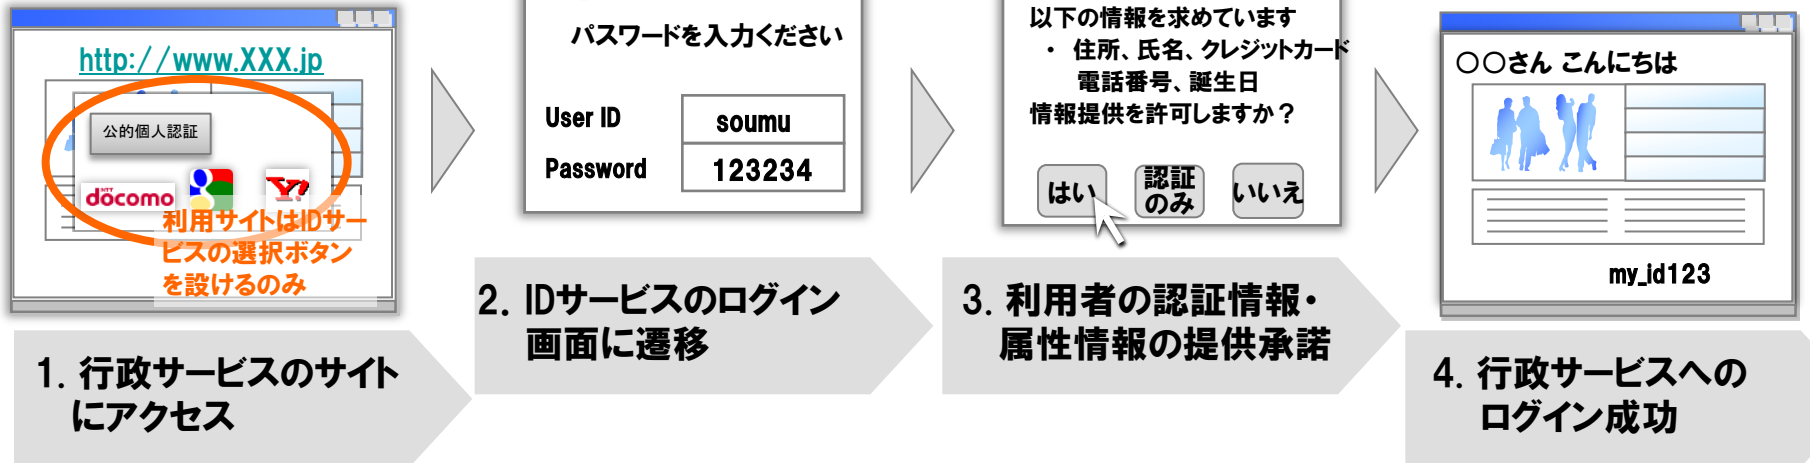 http://www.XXX.jp
公的個人認証
NTT
döcomo
g
Y!
利用サイトはIDサー
ビスの選択ボタン
を設けるのみ
1. 行政サービスのサイト
にアクセス
パスワードを入力ください
User ID
soumu
Password
123234
2. IDサービスのログイン
画面に遷移
以下の情報を求めています
・ 住所、氏名、クレジットカード
電話番号、誕生日
情報提供を許可しますか？
はい
認証
のみ
いいえ
3. 利用者の認証情報・
属性情報の提供承諾
○○さん こんにちは
my_id123
4. 行政サービスへの
ログイン成功